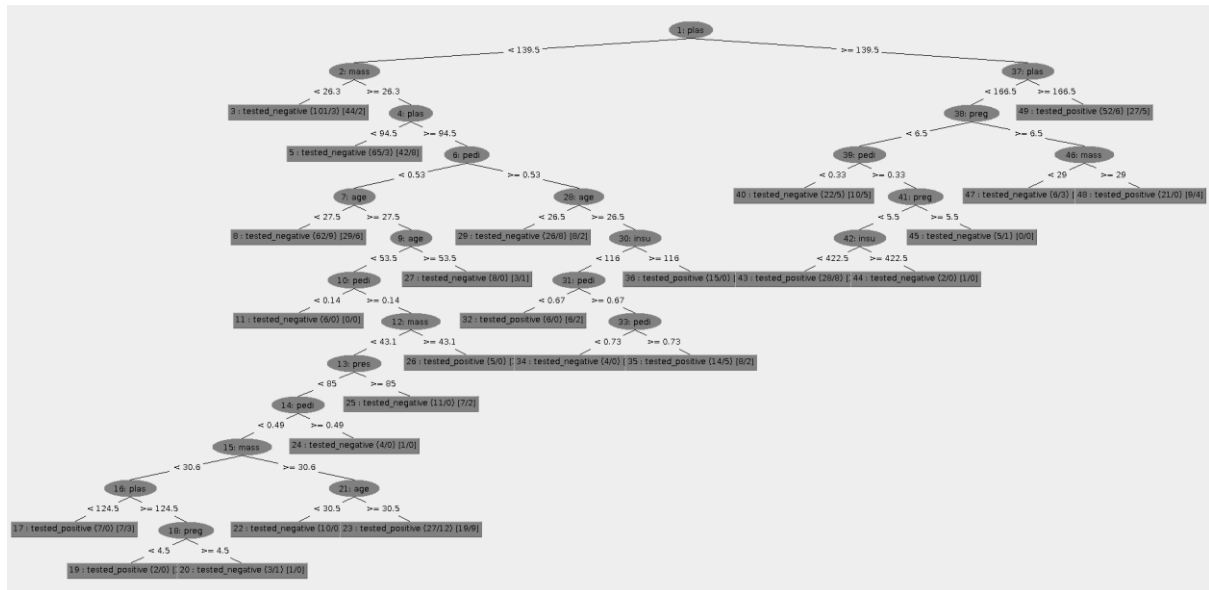 1: plas
< 139.5 >= 139.5
2: mass 37: plas
< 26.3 >= 26.3 < 166.5 >= 166.5
3 : tested_negative (101/3) [44/2] 4: plas 38: preg 49 : tested_positive (52/6) [27/5]
< 94.5 >= 94.5 < 6.5 >= 6.5
5 : tested_negative (65/3) [42/8] 6: pedi 39: pedi 46: mass
< 0.53 >= 0.53 < 0.33 >= 0.33 < 29 >= 29
7: age 28: age 40 : tested_negative (22/5) [10/5] 41: preg 47 : tested_negative (6/3) [ 48 : tested_positive (21/0) [9/4]
< 27.5 >= 27.5 < 26.5 >= 26.5 < 5.5 >= 5.5
8 : tested_negative (62/9) [29/6] 9: age 29 : tested_negative (26/8) [8/2] 30: insu 42: insu 45 : tested_negative (5/1) [0/0]
< 53.5 >= 53.5 < 116 >= 116 < 422.5 >= 422.5
10: pedi 27 : tested_negative (8/0) [3/1] 31: pedi 36 : tested_positive (15/0) 43 : tested_positive (28/8) [ 44 : tested_negative (2/0) [1/0]
< 0.14 >= 0.14 < 0.67 >= 0.67
11 : tested_negative (6/0) [0/0] 12: mass 32 : tested_positive (6/0) [6/2] 33: pedi
< 43.1 >= 43.1 < 0.73 >= 0.73
13: pres 26 : tested_positive (5/0) [ 34 : tested_negative (4/0) [ 35 : tested_positive (14/5) [8/2]
< 85 >= 85
14: pedi 25 : tested_negative (11/0) [7/2]
< 0.49 >= 0.49
15: mass 24 : tested_negative (4/0) [1/0]
< 30.6 >= 30.6
16: plas 21: age
< 124.5 >= 124.5 < 30.5 >= 30.5
17 : tested_positive (7/0) [7/3] 18: preg 22 : tested_negative (10/0 23 : tested_positive (27/12) [19/9]
< 4.5 >= 4.5
19 : tested_positive (2/0) [ 20 : tested_negative (3/1) [1/0]